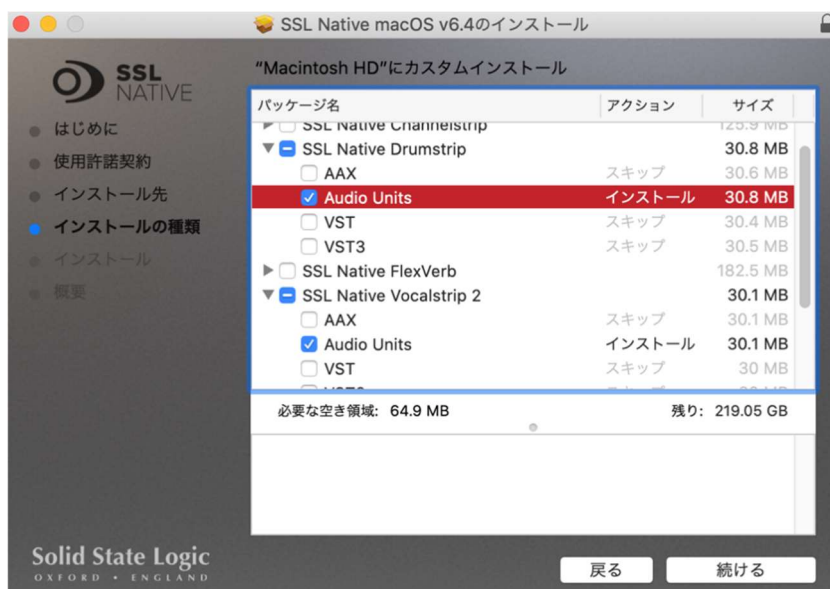 SSL Native macOS v6.4のインストール
SSL
NATIVE
はじめに
使用許諾契約
インストール先
インストールの種類
インストール
概要
“Macintosh HD”にカスタムインストール
パッケージ名 アクション サイズ
SSL Native Channelstrip 125.9 MB
SSL Native Drumstrip 30.8 MB
AAX スキップ 30.6 MB
Audio Units インストール 30.8 MB
VST スキップ 30.4 MB
VST3 スキップ 30.5 MB
SSL Native FlexVerb 182.5 MB
SSL Native Vocalstrip 2 30.1 MB
AAX スキップ 30.1 MB
Audio Units インストール 30.1 MB
VST スキップ 30 MB
必要な空き領域: 64.9 MB 残り: 219.05 GB
Solid State Logic
OXFORD • ENGLAND
戻る 続ける